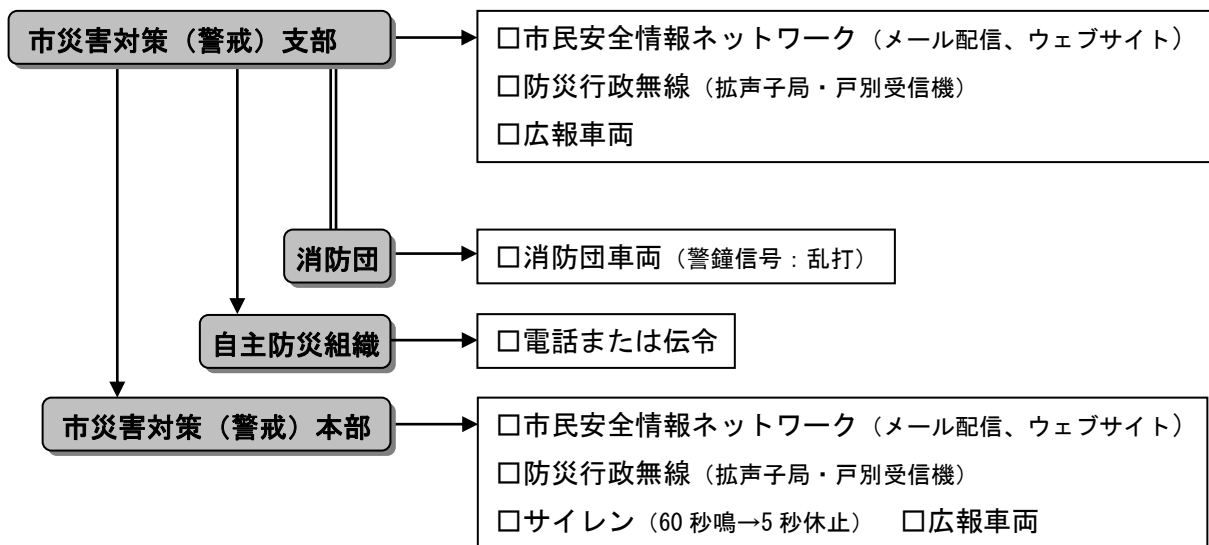 市災害対策（警戒）支部
□市民安全情報ネットワーク（メール配信、ウェブサイト）
□防災行政無線（拡声子局・戸別受信機）
□広報車両
消防団
□消防団車両（警鐘信号：乱打）
自主防災組織
□電話または伝令
市災害対策（警戒）本部
□市民安全情報ネットワーク（メール配信、ウェブサイト）
□防災行政無線（拡声子局・戸別受信機）
□サイレン（60秒鳴→5秒休止）　□広報車両